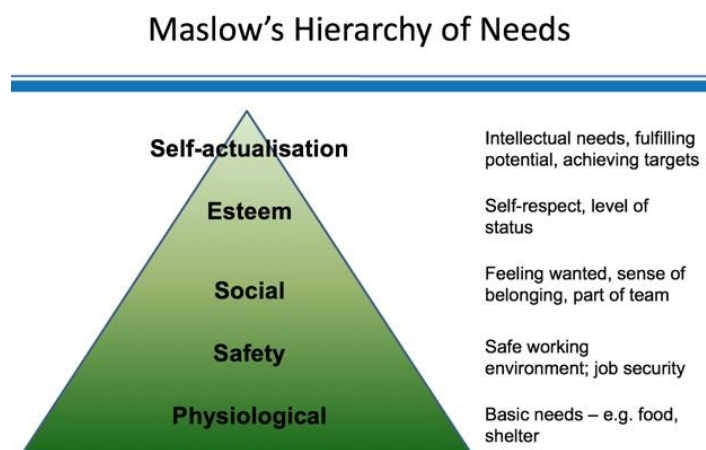 Maslow’s Hierarchy of Needs
Self-actualisation
Intellectual needs, fulfilling
potential, achieving targets
Esteem
Self-respect, level of
status
Social
Feeling wanted, sense of
belonging, part of team
Safety
Safe working
environment; job security
Physiological
Basic needs – e.g. food,
shelter